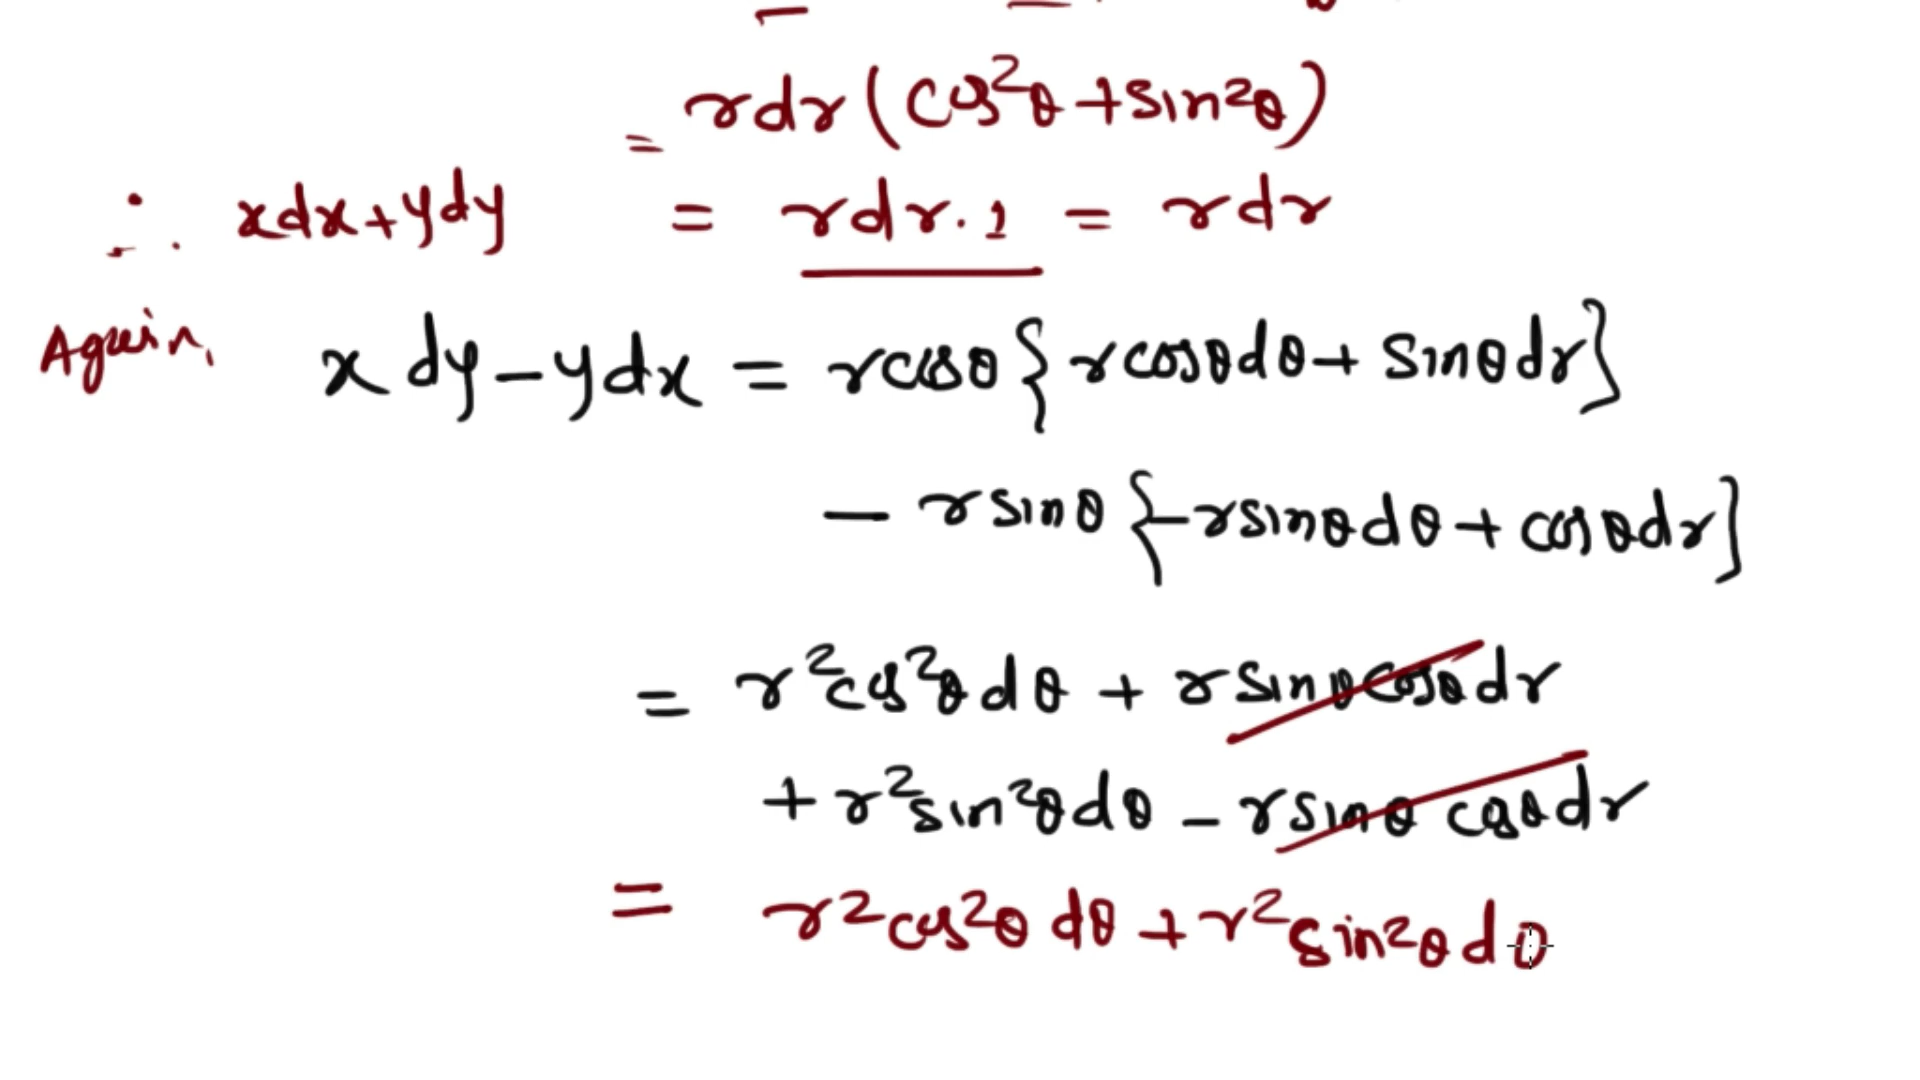 = rdr(cos²θ+sin²θ)
∴ xdx+ydy = rdr.1 = rdr
Again, x dy-ydx = rcosθ{rcosθdθ+ sinθdr}
- rsinθ{-rsinθdθ+cosθdr}
= r²cos²θdθ + rsinθcosθdr
+ r²sin²θdθ - rsinθ cosθdr
= r²cos²θ dθ + r²sin²θ dθ